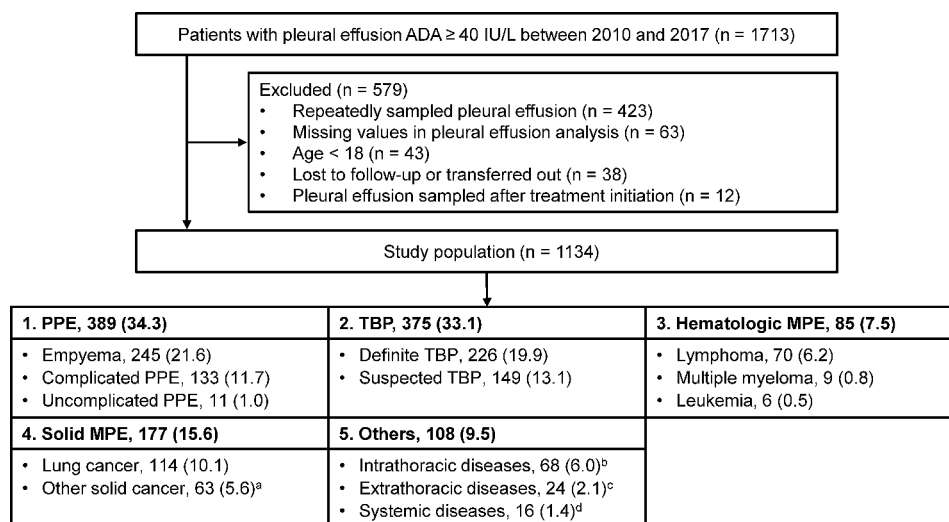 Patients with pleural effusion ADA ≥ 40 IU/L between 2010 and 2017 (n = 1713)
Excluded (n = 579)
• Repeatedly sampled pleural effusion (n = 423)
• Missing values in pleural effusion analysis (n = 63)
• Age < 18 (n = 43)
• Lost to follow-up or transferred out (n = 38)
• Pleural effusion sampled after treatment initiation (n = 12)
Study population (n = 1134)
1. PPE, 389 (34.3)
• Empyema, 245 (21.6)
• Complicated PPE, 133 (11.7)
• Uncomplicated PPE, 11 (1.0)
2. TBP, 375 (33.1)
• Definite TBP, 226 (19.9)
• Suspected TBP, 149 (13.1)
3. Hematologic MPE, 85 (7.5)
• Lymphoma, 70 (6.2)
• Multiple myeloma, 9 (0.8)
• Leukemia, 6 (0.5)
4. Solid MPE, 177 (15.6)
• Lung cancer, 114 (10.1)
• Other solid cancer, 63 (5.6)ᵃ
5. Others, 108 (9.5)
• Intrathoracic diseases, 68 (6.0)ᵇ
• Extrathoracic diseases, 24 (2.1)ᶜ
• Systemic diseases, 16 (1.4)ᵈ